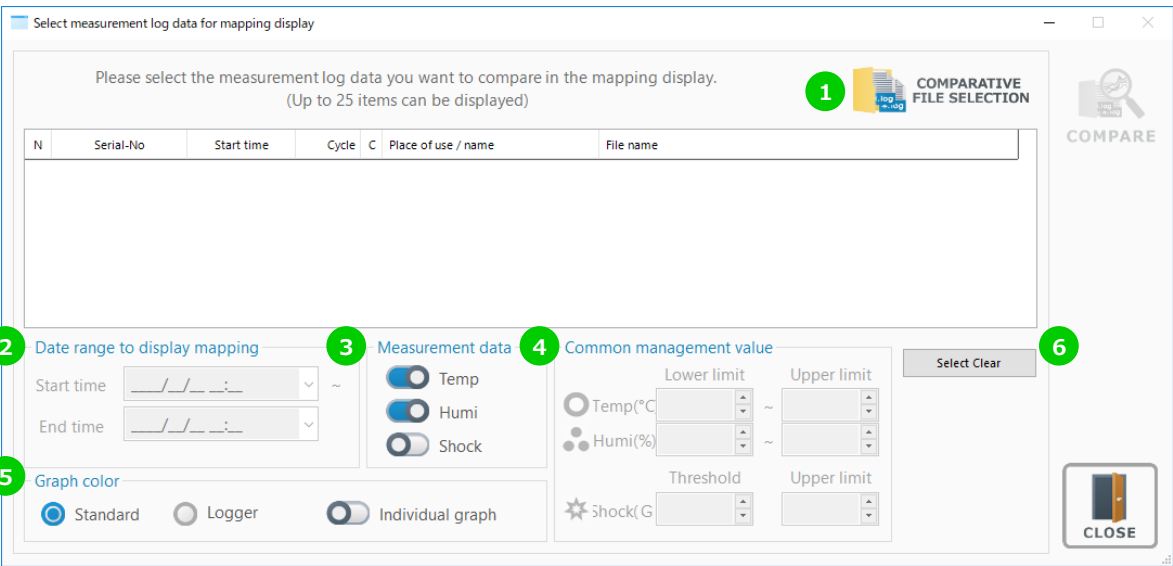 Select measurement log data for mapping display
Please select the measurement log data you want to compare in the mapping display.
(Up to 25 items can be displayed)
1
.log
.log
COMPARATIVE
FILE SELECTION
COMPARE
N Serial-No Start time Cycle C Place of use / name File name
2 Date range to display mapping
Start time ____/__/__ __:__ ~
End time ____/__/__ __:__
3 Measurement data
Temp
Humi
Shock
4 Common management value
Lower limit Upper limit
Temp(°C ~
Humi(%) ~
Threshold Upper limit
Shock(G
6
Select Clear
5 Graph color
Standard Logger Individual graph
CLOSE